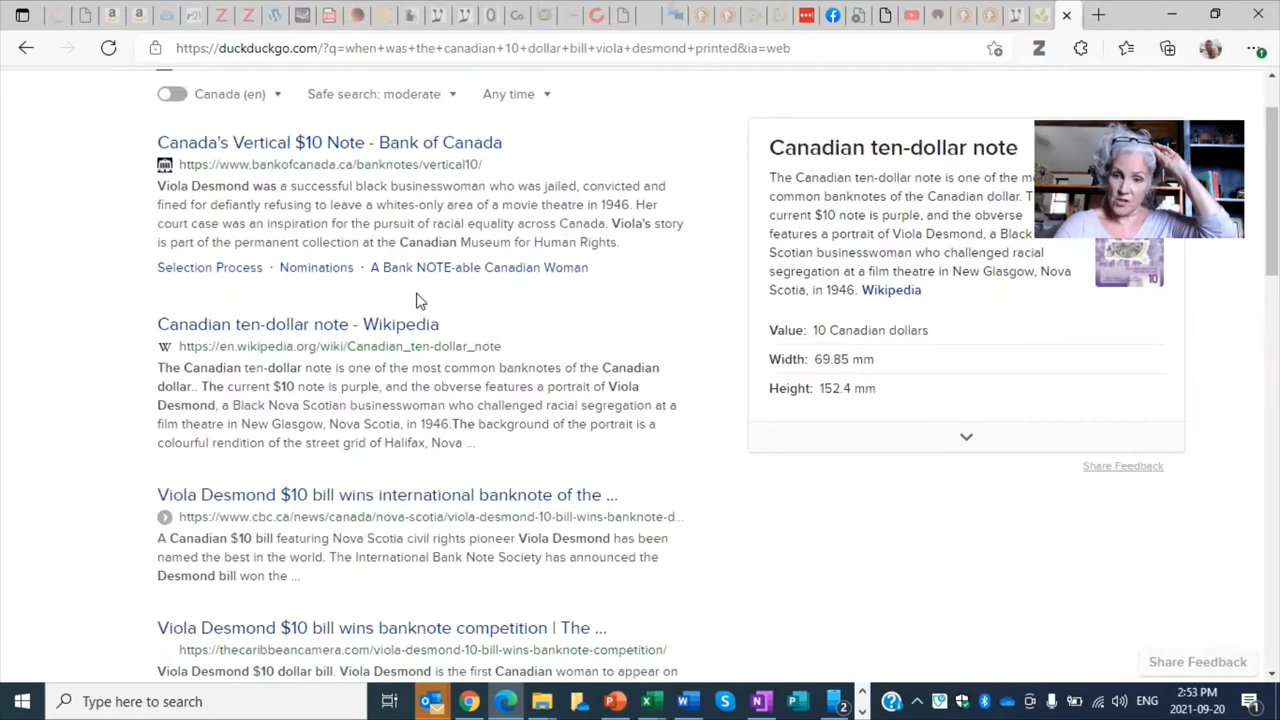 https://duckduckgo.com/?q=when+was+the+canadian+10+dollar+bill+viola+desmond+printed&ia=web
Canada (en)
Safe search: moderate
Any time
Canada's Vertical $10 Note - Bank of Canada
https://www.bankofcanada.ca/banknotes/vertical10/
Viola Desmond was a successful black businesswoman who was jailed, convicted and
fined for defiantly refusing to leave a whites-only area of a movie theatre in 1946. Her
court case was an inspiration for the pursuit of racial equality across Canada. Viola's story
is part of the permanent collection at the Canadian Museum for Human Rights.
Selection Process · Nominations · A Bank NOTE-able Canadian Woman
Canadian ten-dollar note - Wikipedia
W https://en.wikipedia.org/wiki/Canadian_ten-dollar_note
The Canadian ten-dollar note is one of the most common banknotes of the Canadian
dollar.. The current $10 note is purple, and the obverse features a portrait of Viola
Desmond, a Black Nova Scotian businesswoman who challenged racial segregation at a
film theatre in New Glasgow, Nova Scotia, in 1946.The background of the portrait is a
colourful rendition of the street grid of Halifax, Nova ...
Viola Desmond $10 bill wins international banknote of the ...
https://www.cbc.ca/news/canada/nova-scotia/viola-desmond-10-bill-wins-banknote-d...
A Canadian $10 bill featuring Nova Scotia civil rights pioneer Viola Desmond has been
named the best in the world. The International Bank Note Society has announced the
Desmond bill won the ...
Viola Desmond $10 bill wins banknote competition | The ...
https://thecaribbeancamera.com/viola-desmond-10-bill-wins-banknote-competition/
Viola Desmond $10 dollar bill. Viola Desmond is the first Canadian woman to appear on
Canadian ten-dollar note
The Canadian ten-dollar note is one of the
common banknotes of the Canadian dollar.
current $10 note is purple, and the obverse
features a portrait of Viola Desmond, a Black
Scotian businesswoman who challenged racial
segregation at a film theatre in New Glasgow, Nova
Scotia, in 1946. Wikipedia
10
Value: 10 Canadian dollars
Width: 69.85 mm
Height: 152.4 mm
Share Feedback
Share Feedback
Type here to search
2
ENG
2:53 PM
2021-09-20
1